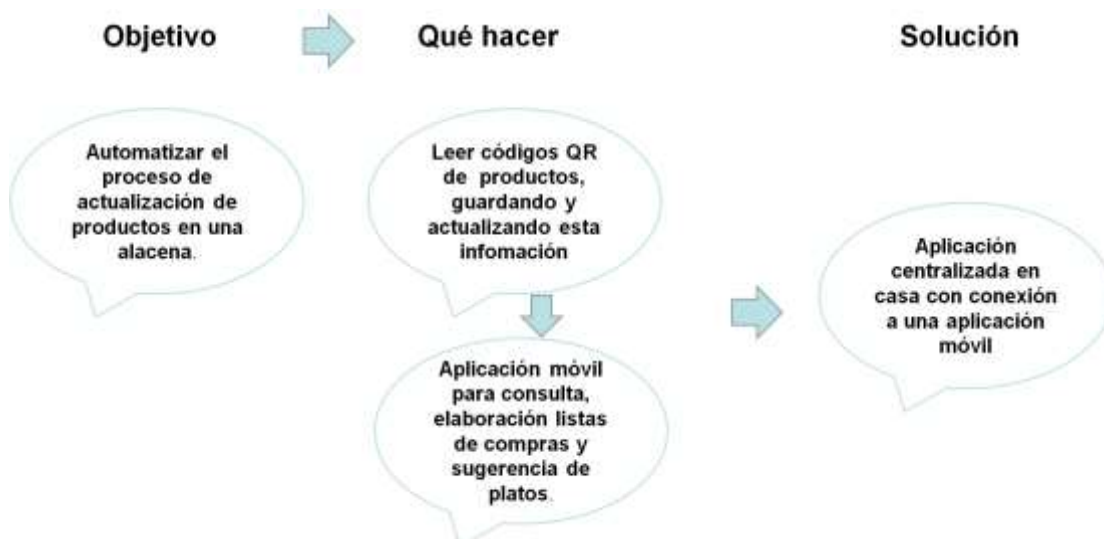 Objetivo
Qué hacer
Solución
Automatizar el
proceso de
actualización de
productos en una
alacena.
Leer códigos QR
de productos,
guardando y
actualizando esta
infomación
Aplicación móvil
para consulta,
elaboración listas
de compras y
sugerencia de
platos.
Aplicación
centralizada en
casa con conexión
a una aplicación
móvil